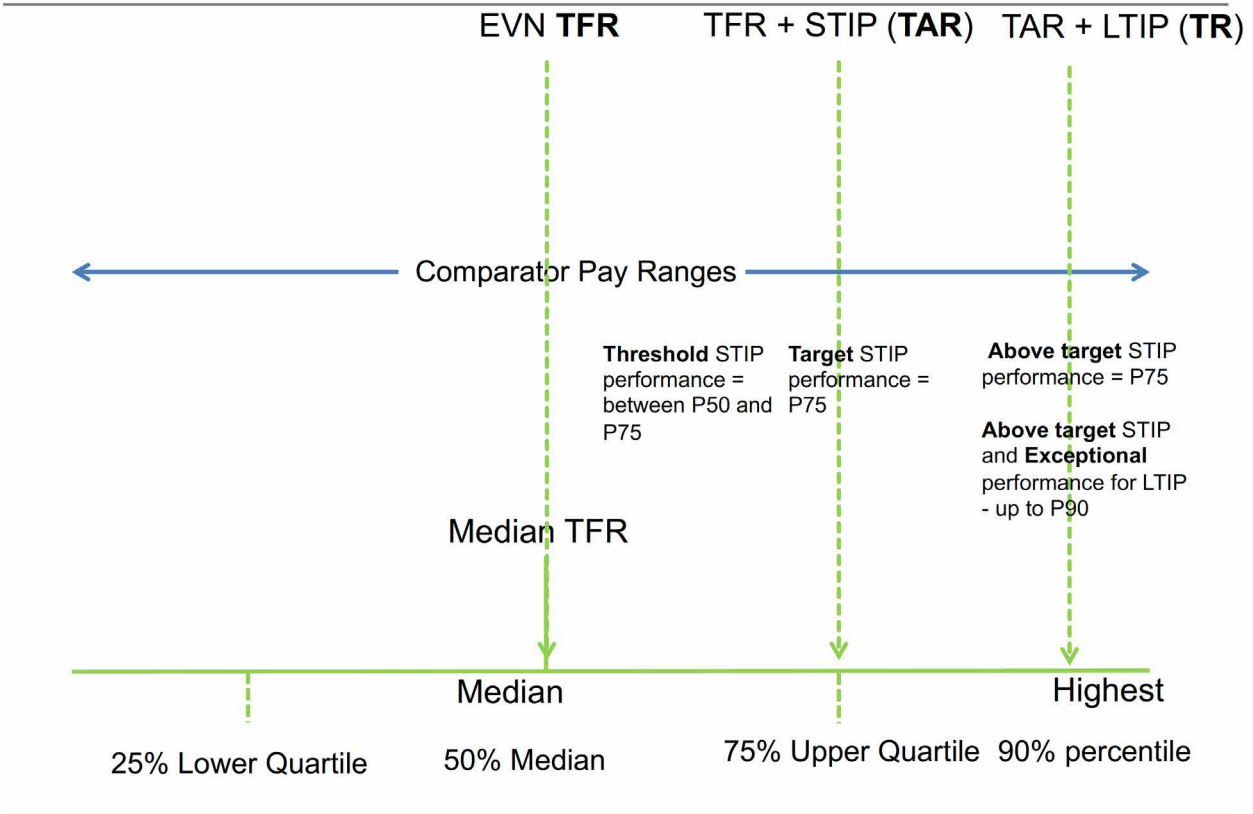 EVN TFR
TFR + STIP (TAR)
TAR + LTIP (TR)
Comparator Pay Ranges
Threshold STIP
performance =
between P50 and
P75
Target STIP
performance =
P75
Above target STIP
performance = P75
Above target STIP
and Exceptional
performance for LTIP
- up to P90
Median TFR
Median
Highest
25% Lower Quartile
50% Median
75% Upper Quartile
90% percentile